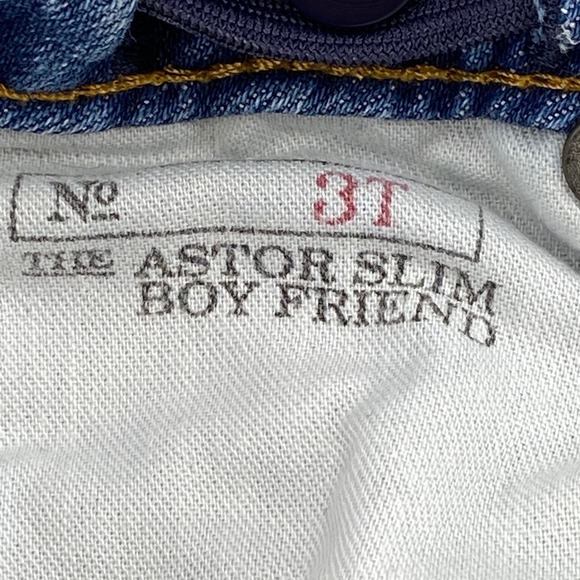 Nº 3T
THE ASTOR SLIM
BOY FRIEND